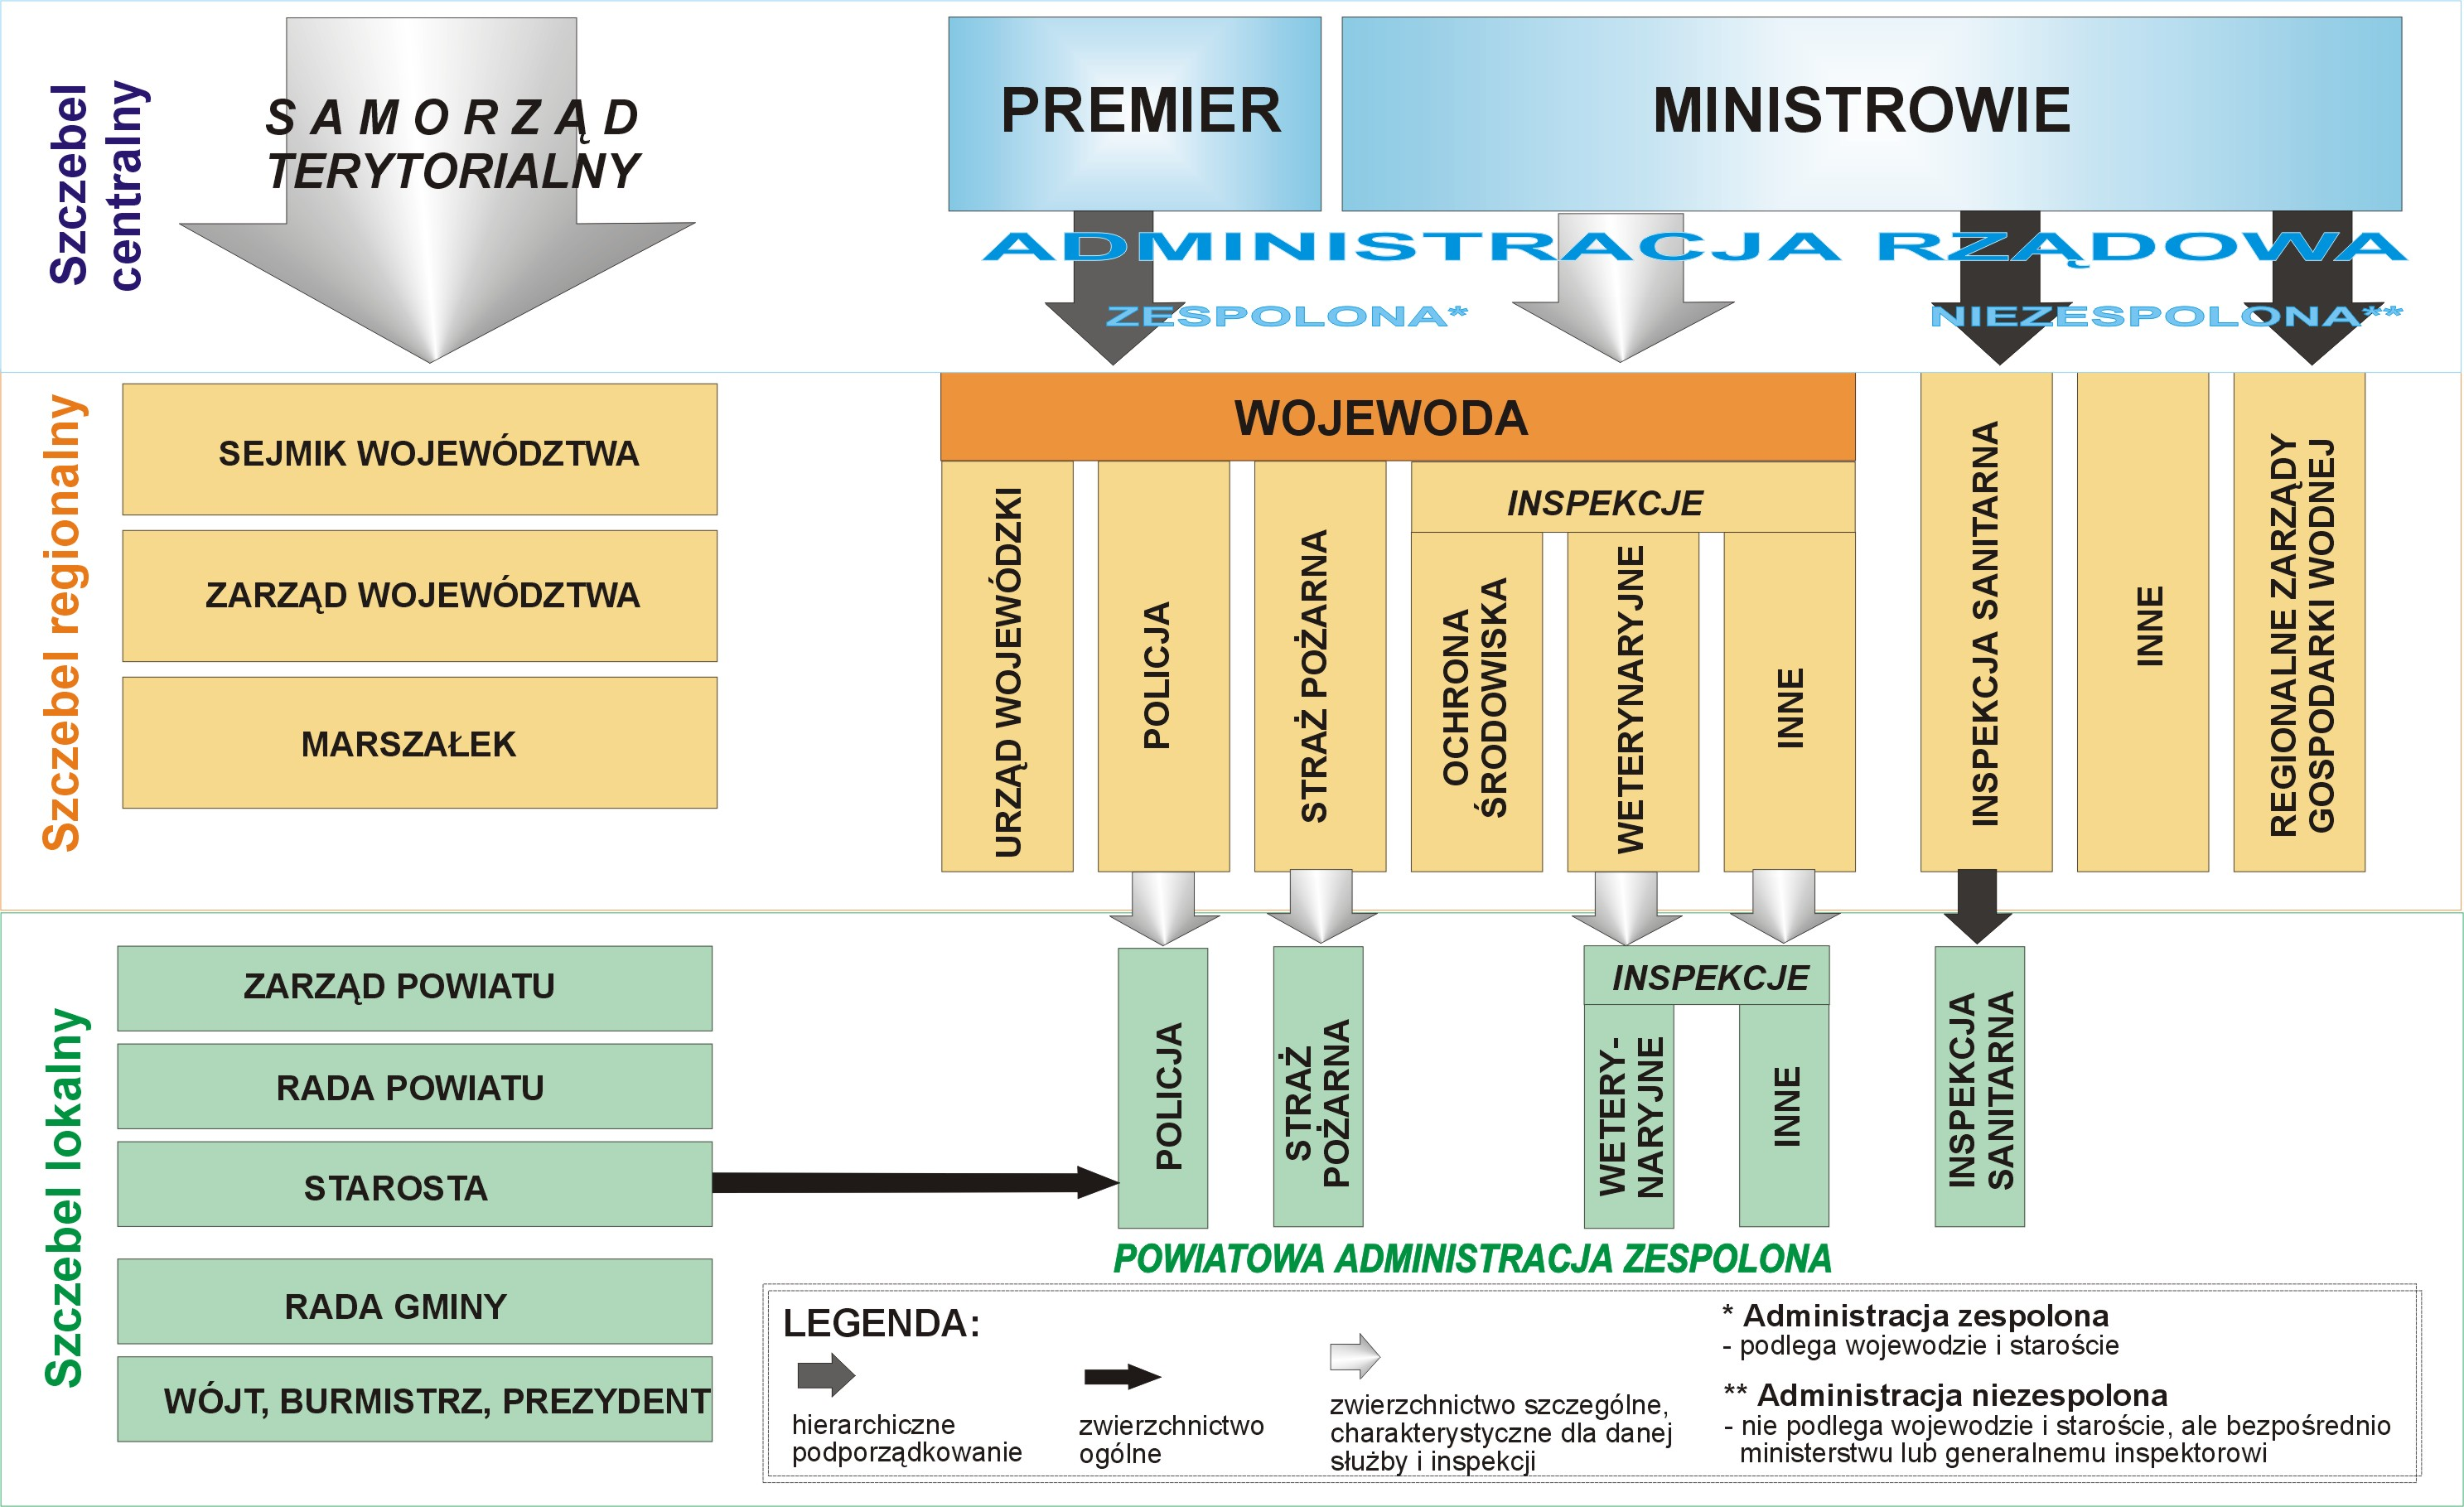 Szczebel
centralny
SAMORZĄD
TERYTORIALNY
PREMIER
MINISTROWIE
ADMINISTRACJA RZĄDOWA
ZESPOLONA*
NIEZESPOLONA**
Szczebel regionalny
SEJMIK WOJEWÓDZTWA
ZARZĄD WOJEWÓDZTWA
MARSZAŁEK
WOJEWODA
URZĄD WOJEWÓDZKI
POLICJA
STRAŻ POŻARNA
INSPEKCJE
OCHRONA
ŚRODOWISKA
WETERYNARYJNE
INNE
INSPEKCJA SANITARNA
INNE
REGIONALNE ZARZĄDY
GOSPODARKI WODNEJ
Szczebel lokalny
ZARZĄD POWIATU
RADA POWIATU
STAROSTA
RADA GMINY
WÓJT, BURMISTRZ, PREZYDENT
POLICJA
STRAŻ
POŻARNA
INSPEKCJE
WETERY-
NARYJNE
INNE
INSPEKCJA
SANITARNA
POWIATOWA ADMINISTRACJA ZESPOLONA
LEGENDA:
hierarchiczne
podporządkowanie
zwierzchnictwo
ogólne
zwierzchnictwo szczególne,
charakterystyczne dla danej
służby i inspekcji
* Administracja zespolona
- podlega wojewodzie i staroście
** Administracja niezespolona
- nie podlega wojewodzie i staroście, ale bezpośrednio
ministerstwu lub generalnemu inspektorowi